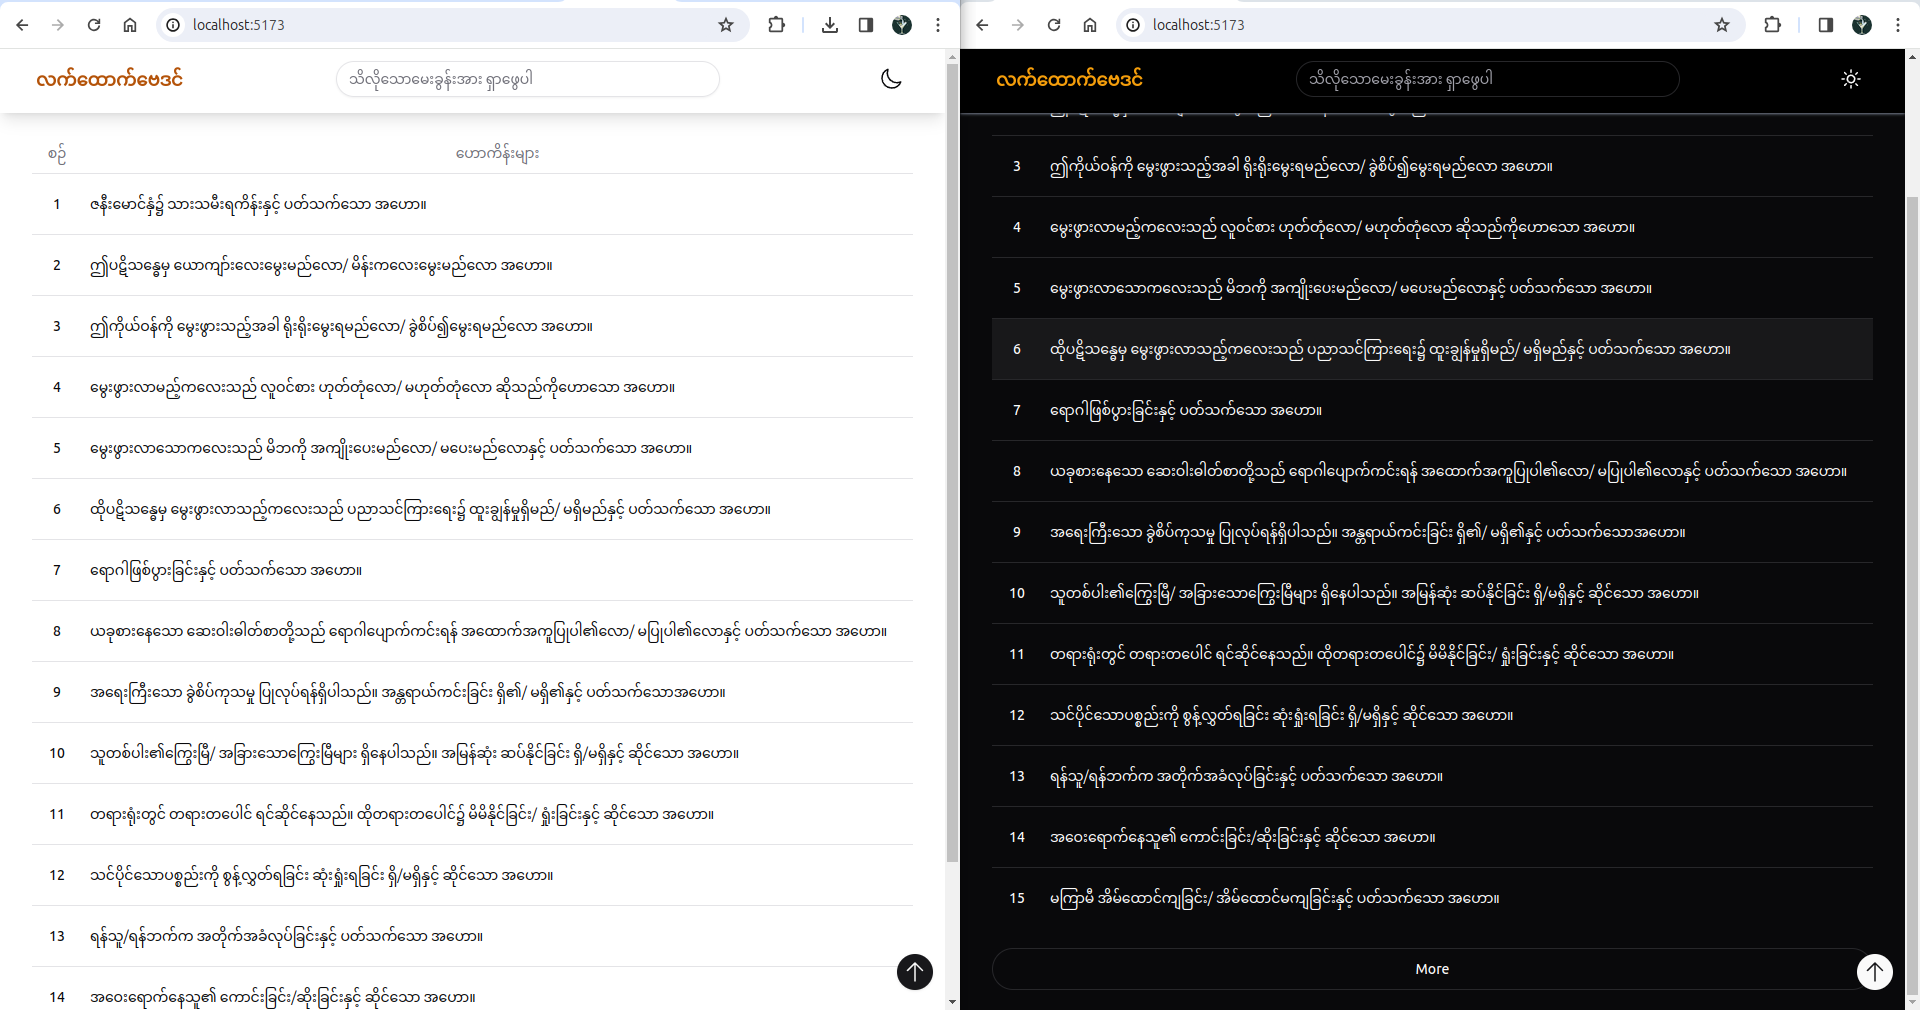 localhost:5173
လက်ထောက်ဗေဒင်
သိလိုသောမေးခွန်းအား ရှာဖွေပါ
စဉ် ဟောကိန်းများ
1 ဇနီးမောင်နှံ၌ သားသမီးရကိန်းနှင့် ပတ်သက်သော အဟော။
2 ဤပဋိသန္ဓေမှ ယောကျာ်းလေးမွေးမည်လော/ မိန်းကလေးမွေးမည်လော အဟော။
3 ဤကိုယ်ဝန်ကို မွေးဖွားသည့်အခါ ရိုးရိုးမွေးရမည်လော/ ခွဲစိပ်၍မွေးရမည်လော အဟော။
4 မွေးဖွားလာမည့်ကလေးသည် လူဝင်စား ဟုတ်တုံလော/ မဟုတ်တုံလော ဆိုသည်ကိုဟောသော အဟော။
5 မွေးဖွားလာသောကလေးသည် မိဘကို အကျိုးပေးမည်လော/ မပေးမည်လောနှင့် ပတ်သက်သော အဟော။
6 ထိုပဋိသန္ဓေမှ မွေးဖွားလာသည့်ကလေးသည် ပညာသင်ကြားရေး၌ ထူးချွန်မှုရှိမည်/ မရှိမည်နှင့် ပတ်သက်သော အဟော။
7 ရောဂါဖြစ်ပွားခြင်းနှင့် ပတ်သက်သော အဟော။
8 ယခုစားနေသော ဆေးဝါးဓါတ်စာတို့သည် ရောဂါပျောက်ကင်းရန် အထောက်အကူပြုပါ၏လော/ မပြုပါ၏လောနှင့် ပတ်သက်သော အဟော။
9 အရေးကြီးသော ခွဲစိပ်ကုသမှု ပြုလုပ်ရန်ရှိပါသည်။ အန္တရာယ်ကင်းခြင်း ရှိ၏/ မရှိ၏နှင့် ပတ်သက်သောအဟော။
10 သူတစ်ပါး၏ကြွေးမြီ/ အခြားသောကြွေးမြီများ ရှိနေပါသည်။ အမြန်ဆုံး ဆပ်နိုင်ခြင်း ရှိ/မရှိနှင့် ဆိုင်သော အဟော။
11 တရားရုံးတွင် တရားတပေါင် ရင်ဆိုင်နေသည်။ ထိုတရားတပေါင်၌ မိမိနိုင်ခြင်း/ ရှုံးခြင်းနှင့် ဆိုင်သော အဟော။
12 သင်ပိုင်သောပစ္စည်းကို စွန့်လွှတ်ရခြင်း ဆုံးရှုံးရခြင်း ရှိ/မရှိနှင့် ဆိုင်သော အဟော။
13 ရန်သူ/ရန်ဘက်က အတိုက်အခံလုပ်ခြင်းနှင့် ပတ်သက်သော အဟော။
14 အဝေးရောက်နေသူ၏ ကောင်းခြင်း/ဆိုးခြင်းနှင့် ဆိုင်သော အဟော။
localhost:5173
လက်ထောက်ဗေဒင်
သိလိုသောမေးခွန်းအား ရှာဖွေပါ
3 ဤကိုယ်ဝန်ကို မွေးဖွားသည့်အခါ ရိုးရိုးမွေးရမည်လော/ ခွဲစိပ်၍မွေးရမည်လော အဟော။
4 မွေးဖွားလာမည့်ကလေးသည် လူဝင်စား ဟုတ်တုံလော/ မဟုတ်တုံလော ဆိုသည်ကိုဟောသော အဟော။
5 မွေးဖွားလာသောကလေးသည် မိဘကို အကျိုးပေးမည်လော/ မပေးမည်လောနှင့် ပတ်သက်သော အဟော။
6 ထိုပဋိသန္ဓေမှ မွေးဖွားလာသည့်ကလေးသည် ပညာသင်ကြားရေး၌ ထူးချွန်မှုရှိမည်/ မရှိမည်နှင့် ပတ်သက်သော အဟော။
7 ရောဂါဖြစ်ပွားခြင်းနှင့် ပတ်သက်သော အဟော။
8 ယခုစားနေသော ဆေးဝါးဓါတ်စာတို့သည် ရောဂါပျောက်ကင်းရန် အထောက်အကူပြုပါ၏လော/ မပြုပါ၏လောနှင့် ပတ်သက်သော အဟော။
9 အရေးကြီးသော ခွဲစိပ်ကုသမှု ပြုလုပ်ရန်ရှိပါသည်။ အန္တရာယ်ကင်းခြင်း ရှိ၏/ မရှိ၏နှင့် ပတ်သက်သောအဟော။
10 သူတစ်ပါး၏ကြွေးမြီ/ အခြားသောကြွေးမြီများ ရှိနေပါသည်။ အမြန်ဆုံး ဆပ်နိုင်ခြင်း ရှိ/မရှိနှင့် ဆိုင်သော အဟော။
11 တရားရုံးတွင် တရားတပေါင် ရင်ဆိုင်နေသည်။ ထိုတရားတပေါင်၌ မိမိနိုင်ခြင်း/ ရှုံးခြင်းနှင့် ဆိုင်သော အဟော။
12 သင်ပိုင်သောပစ္စည်းကို စွန့်လွှတ်ရခြင်း ဆုံးရှုံးရခြင်း ရှိ/မရှိနှင့် ဆိုင်သော အဟော။
13 ရန်သူ/ရန်ဘက်က အတိုက်အခံလုပ်ခြင်းနှင့် ပတ်သက်သော အဟော။
14 အဝေးရောက်နေသူ၏ ကောင်းခြင်း/ဆိုးခြင်းနှင့် ဆိုင်သော အဟော။
15 မကြာမီ အိမ်ထောင်ကျခြင်း/ အိမ်ထောင်မကျခြင်းနှင့် ပတ်သက်သော အဟော။
More